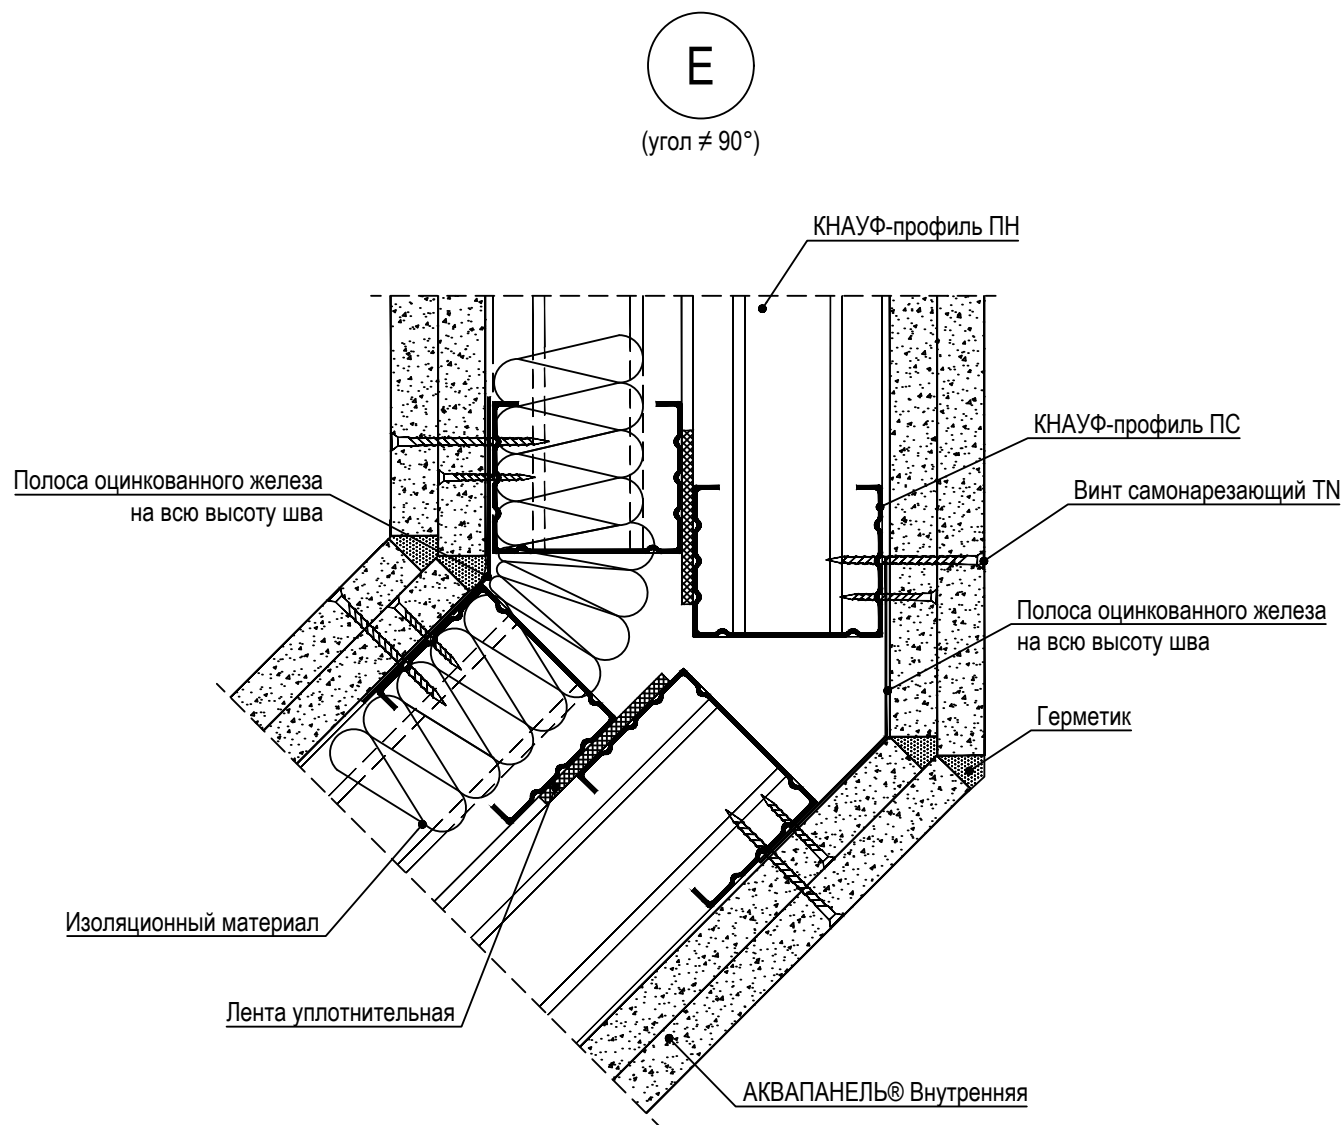 E
(угол ≠ 90°)
КНАУФ-профиль ПН
КНАУФ-профиль ПС
Полоса оцинкованного железа
на всю высоту шва
Винт самонарезающий TN
Полоса оцинкованного железа
на всю высоту шва
Герметик
Изоляционный материал
Лента уплотнительная
АКВАПАНЕЛЬ® Внутренняя